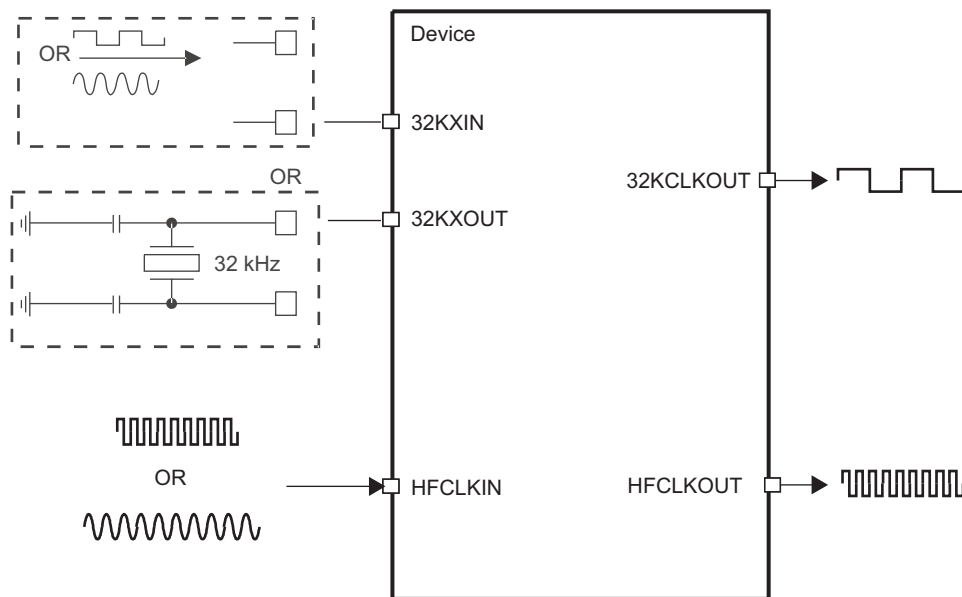 Device
OR
32KXIN
OR
32KCLKOUT
32KXOUT
32 kHz
OR
HFCLKIN
HFCLKOUT